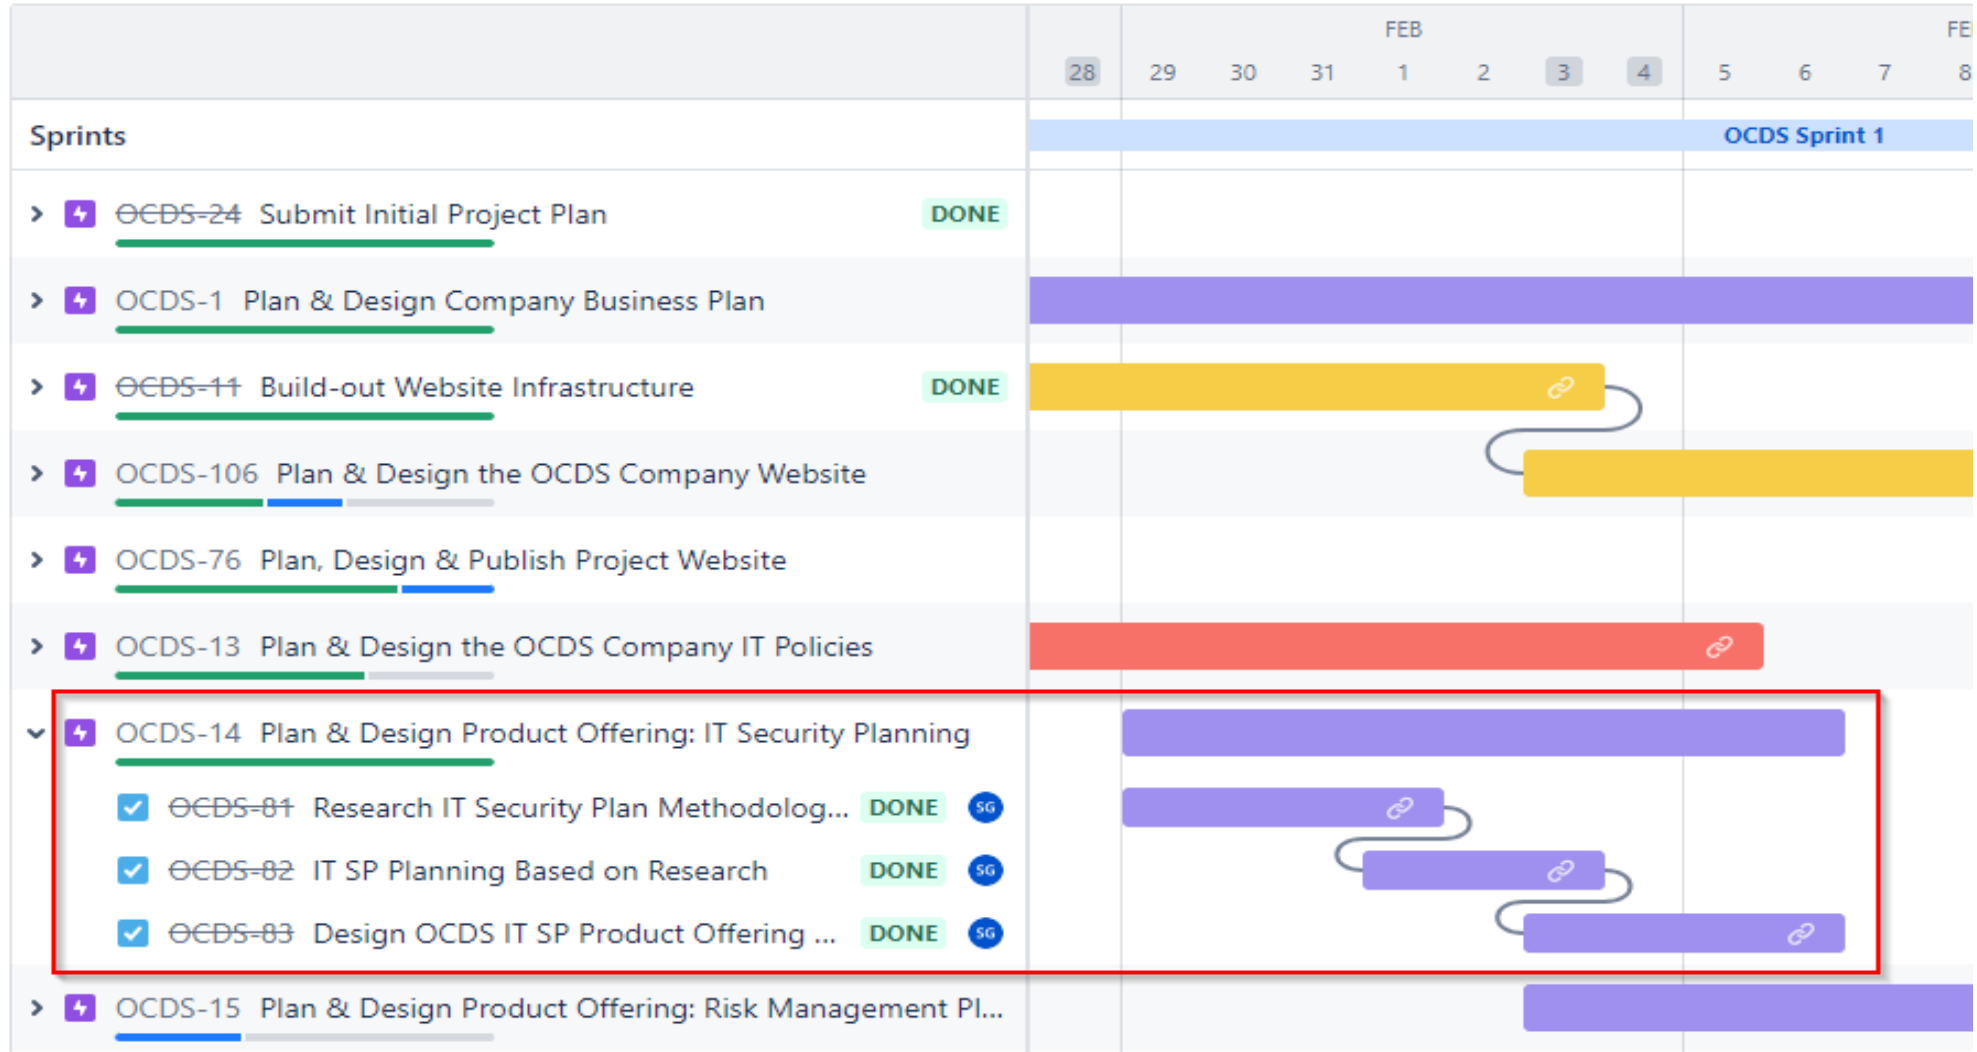 FEB
FE
28 29 30 31 1 2 3 4 5 6 7 8
Sprints
OCDS Sprint 1
OCDS-24 Submit Initial Project Plan DONE
OCDS-1 Plan & Design Company Business Plan
OCDS-11 Build-out Website Infrastructure DONE
OCDS-106 Plan & Design the OCDS Company Website
OCDS-76 Plan, Design & Publish Project Website
OCDS-13 Plan & Design the OCDS Company IT Policies
OCDS-14 Plan & Design Product Offering: IT Security Planning
OCDS-81 Research IT Security Plan Methodolog... DONE SG
OCDS-82 IT SP Planning Based on Research DONE SG
OCDS-83 Design OCDS IT SP Product Offering ... DONE SG
OCDS-15 Plan & Design Product Offering: Risk Management Pl...